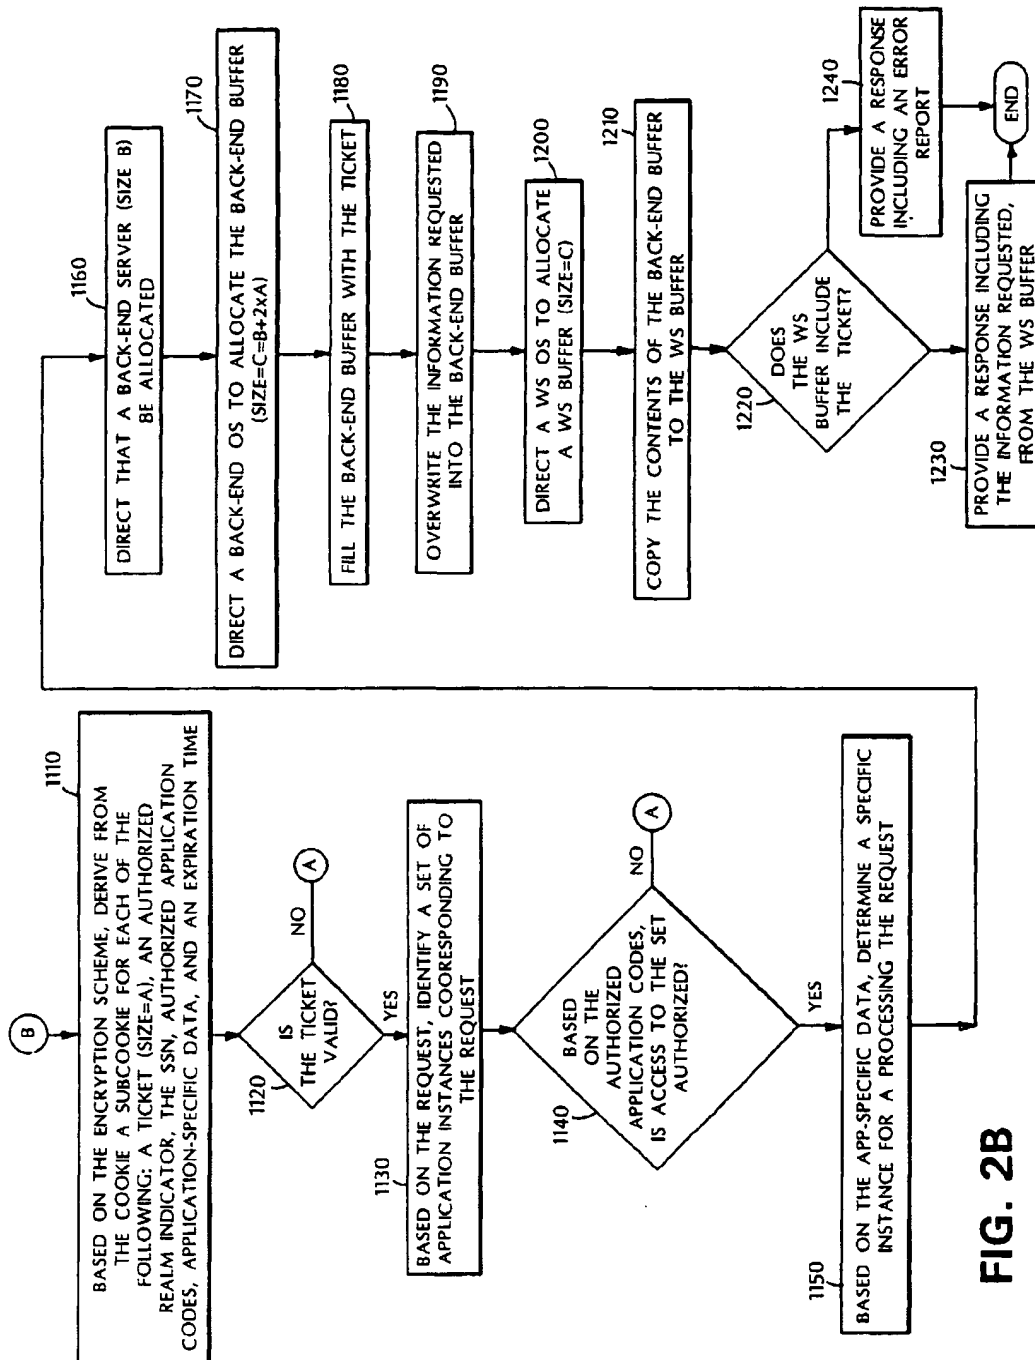 B
1110
BASED ON THE ENCRYPTION SCHEME, DERIVE FROM
THE COOKIE A SUBCOOKIE FOR EACH OF THE
FOLLOWING: A TICKET (SIZE=A), AN AUTHORIZED
REALM INDICATOR, THE SSN, AUTHORIZED APPLICATION
CODES, APPLICATION-SPECIFIC DATA, AND AN EXPIRATION TIME
1120
IS
THE TICKET
VALID?
NO
A
YES
1130
BASED ON THE REQUEST, IDENTIFY A SET OF
APPLICATION INSTANCES COORESPONDING TO
THE REQUEST
1140
BASED
ON THE
AUTHORIZED
APPLICATION CODES,
IS ACCESS TO THE SET
AUTHORIZED?
NO
A
YES
1150
BASED ON THE APP-SPECIFIC DATA, DETERMINE A SPECIFIC
INSTANCE FOR A PROCESSING THE REQUEST
1160
DIRECT THAT A BACK-END SERVER (SIZE B)
BE ALLOCATED
1170
DIRECT A BACK-END OS TO ALLOCATE THE BACK-END BUFFER
(SIZE=C=B+2xA)
1180
FILL THE BACK-END BUFFER WITH THE TICKET
1190
OVERWRITE THE INFORMATION REQUESTED
INTO THE BACK-END BUFFER
1200
DIRECT A WS OS TO ALLOCATE
A WS BUFFER (SIZE=C)
1210
COPY THE CONTENTS OF THE BACK-END BUFFER
TO THE WS BUFFER
1220
DOES
THE WS
BUFFER INCLUDE
THE TICKET?
1240
PROVIDE A RESPONSE
INCLUDING AN ERROR
REPORT
1230
PROVIDE A RESPONSE INCLUDING
THE INFORMATION REQUESTED,
FROM THE WS BUFFER
END
FIG. 2B